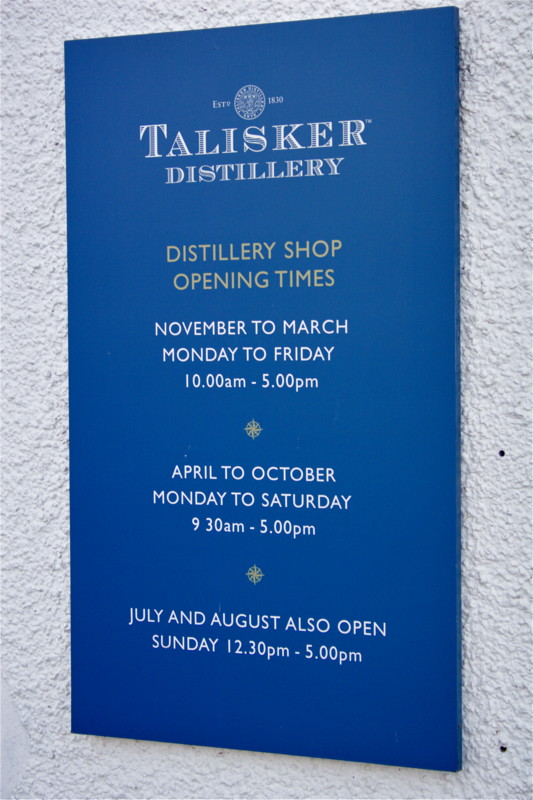 ESTD 1830
TALISKER™
DISTILLERY
DISTILLERY SHOP
OPENING TIMES
NOVEMBER TO MARCH
MONDAY TO FRIDAY
10.00am - 5.00pm
APRIL TO OCTOBER
MONDAY TO SATURDAY
9 30am - 5.00pm
JULY AND AUGUST ALSO OPEN
SUNDAY 12.30pm - 5.00pm